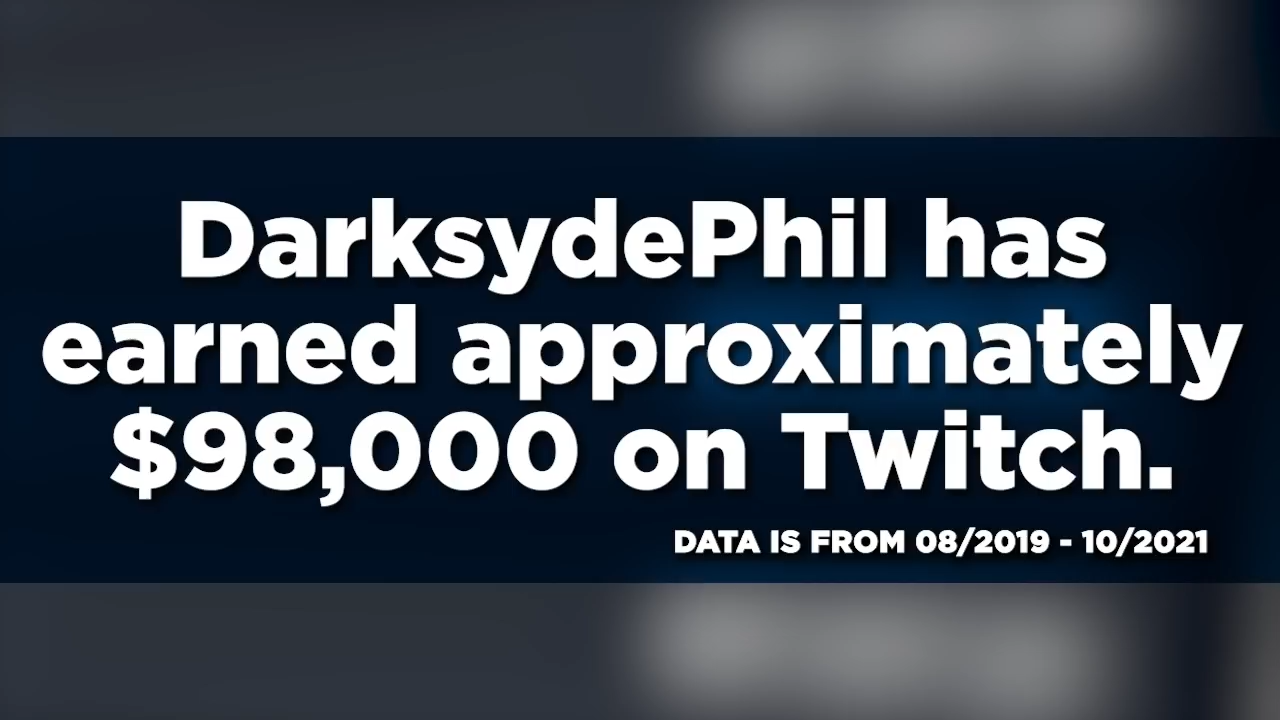 DarksydePhil has
earned approximately
$98,000 on Twitch.
DATA IS FROM 08/2019 - 10/2021